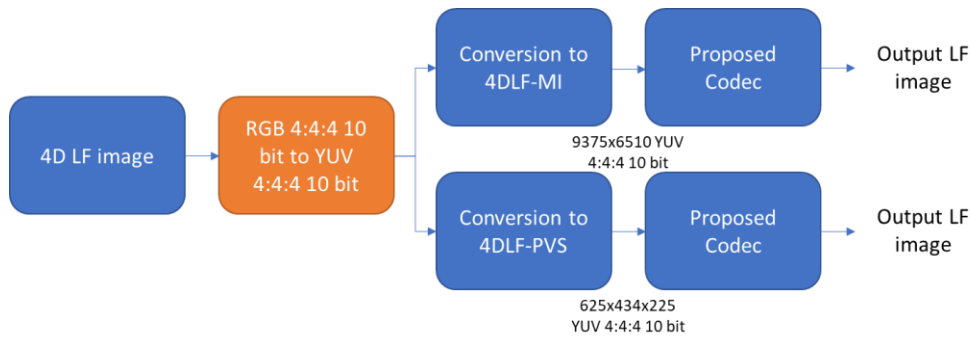 4D LF image
RGB 4:4:4 10
bit to YUV
4:4:4 10 bit
Conversion to
4DLF-MI
Proposed
Codec
Output LF
image
9375x6510 YUV
4:4:4 10 bit
Conversion to
4DLF-PVS
Proposed
Codec
Output LF
image
625x434x225
YUV 4:4:4 10 bit